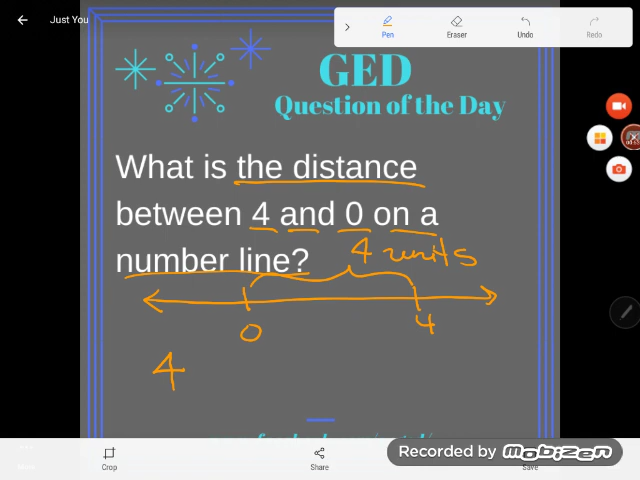 Just You
Pen
Eraser
Undo
Redo
GED
Question of the Day
What is the distance
between 4 and 0 on a
number line?
4 units
0
4
4
Crop
Share
Save
Recorded by MOBIZEN